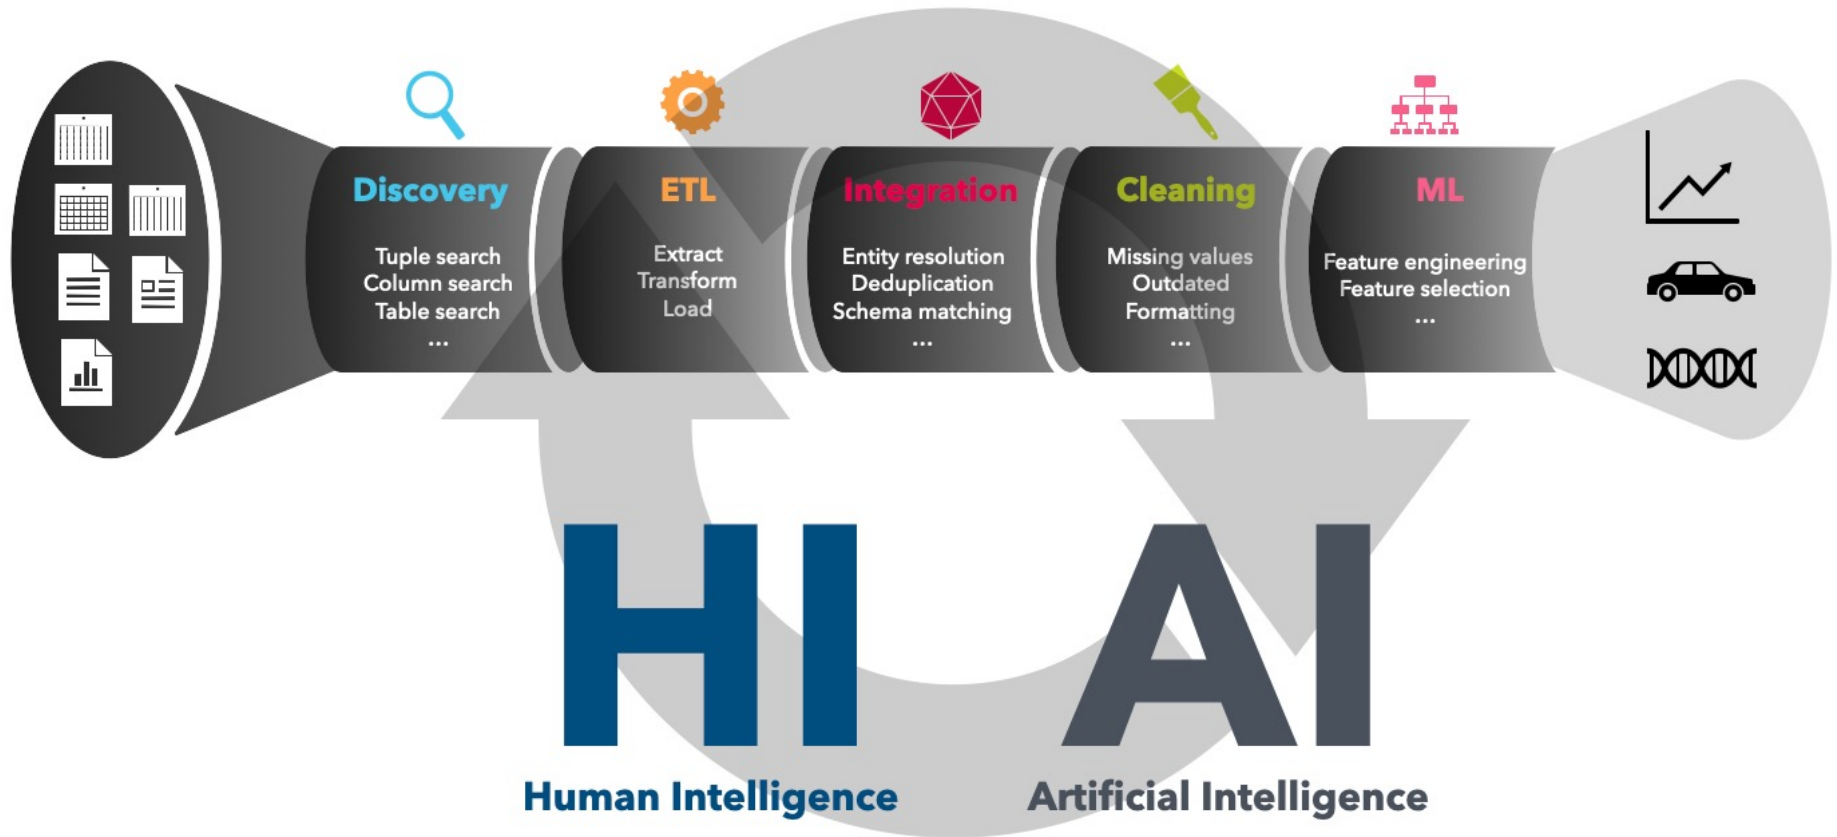 Discovery
Tuple search
Column search
Table search
...
ETL
Extract
Transform
Load
Integration
Entity resolution
Deduplication
Schema matching
...
Cleaning
Missing values
Outdated
Formatting
...
ML
Feature engineering
Feature selection
...
HI
Human Intelligence
AI
Artificial Intelligence